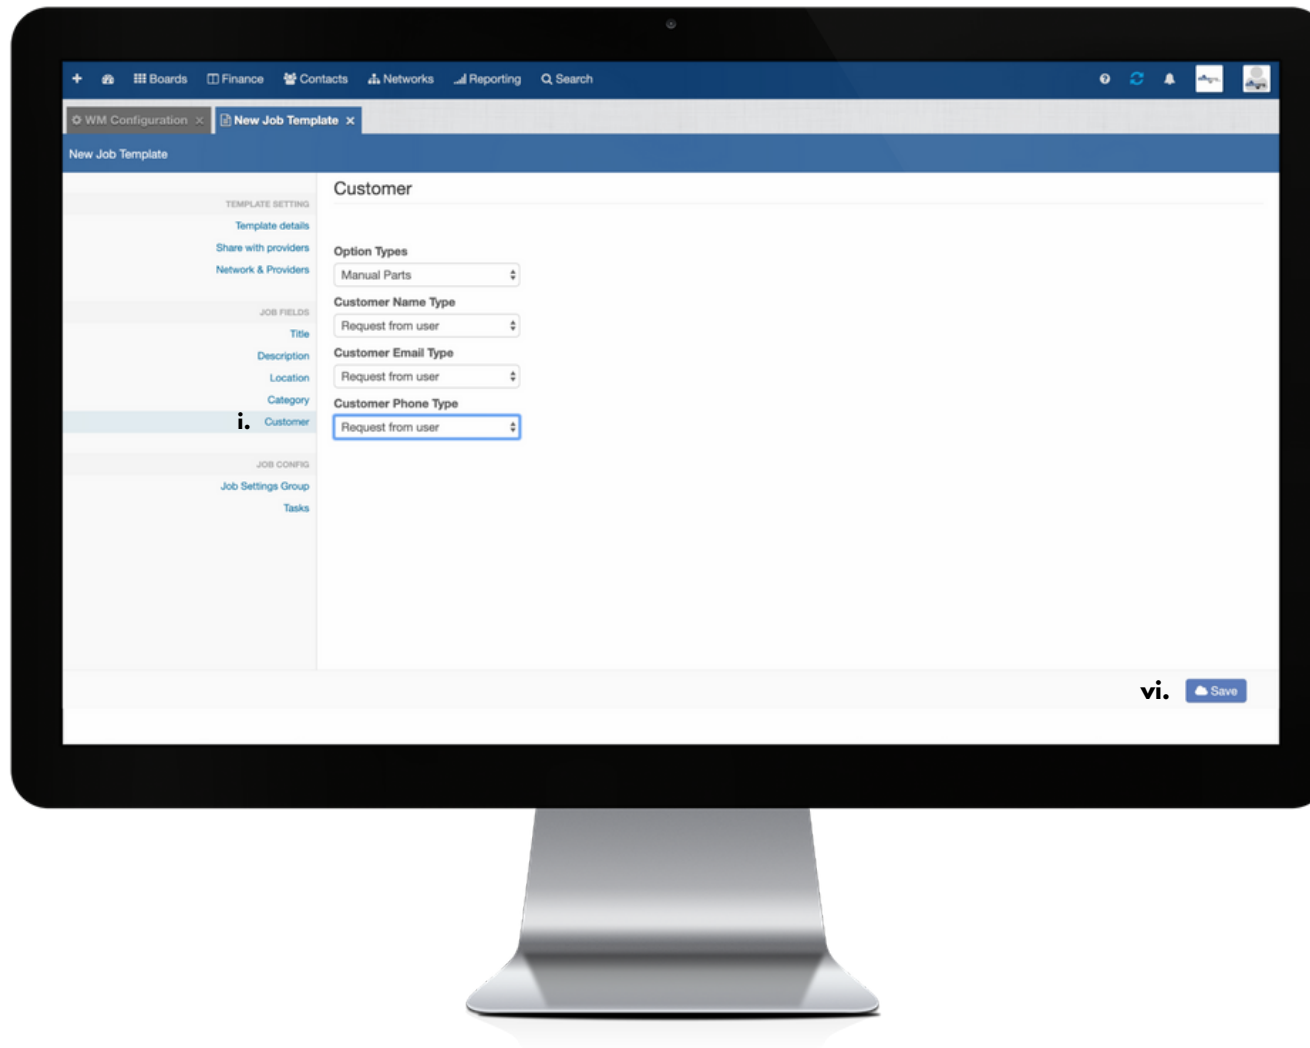 Boards Finance Contacts Networks Reporting Search
WM Configuration × New Job Template ×
New Job Template
TEMPLATE SETTING
Template details
Share with providers
Network & Providers
JOB FIELDS
Title
Description
Location
Category
i. Customer
JOB CONFIG
Job Settings Group
Tasks
Customer
Option Types
Manual Parts
Customer Name Type
Request from user
Customer Email Type
Request from user
Customer Phone Type
Request from user
vi. Save